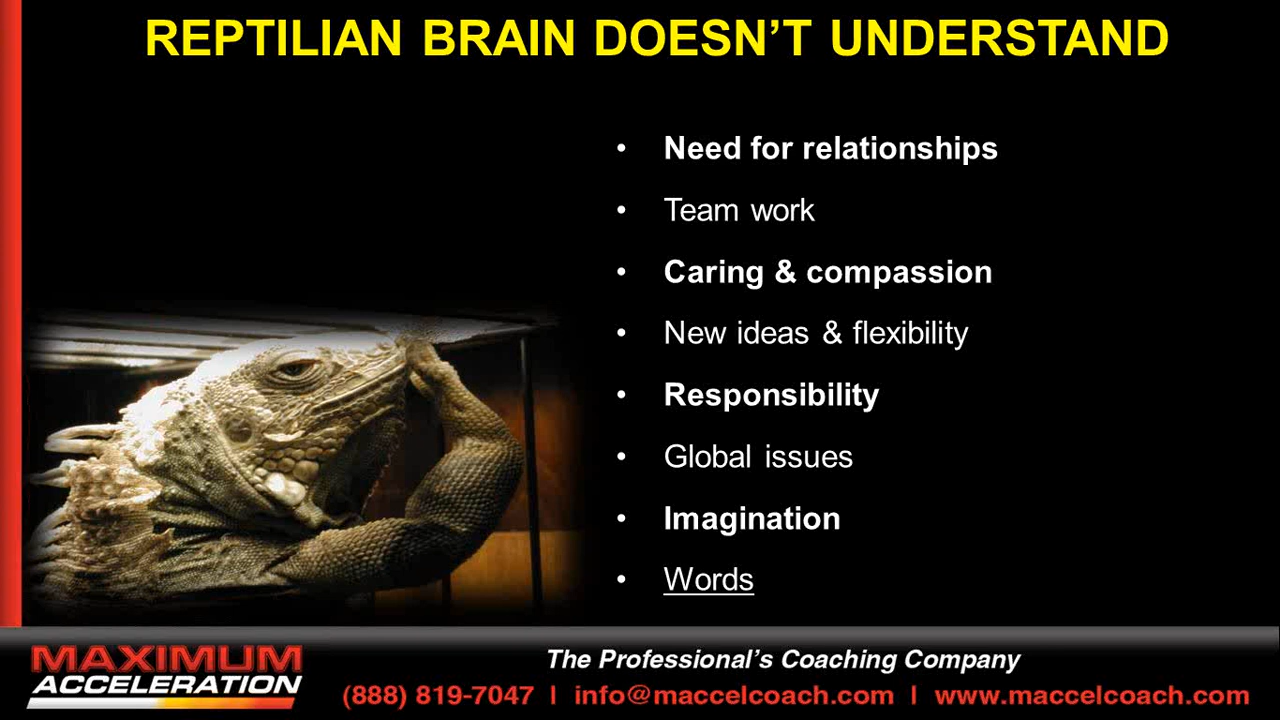 REPTILIAN BRAIN DOESN’T UNDERSTAND
• Need for relationships
• Team work
• Caring & compassion
• New ideas & flexibility
• Responsibility
• Global issues
• Imagination
• Words
MAXIMUM
ACCELERATION
The Professional’s Coaching Company
(888) 819-7047 | info@maccelcoach.com | www.maccelcoach.com